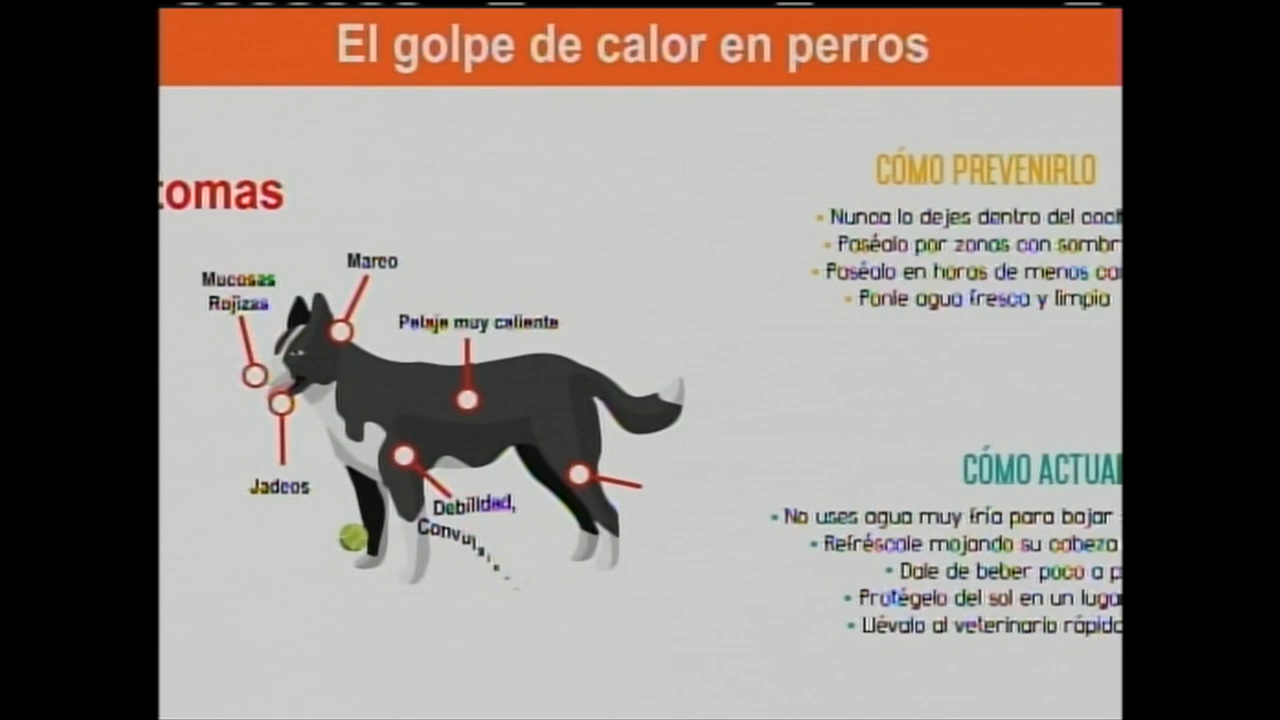 El golpe de calor en perros
tomas
Mareo
Mucosas
Rojizas
Pelaje muy caliente
Jadeos
Debilidad,
CÓMO PREVENIRLO
• Nunca lo dejes dentro del
• Paséalo por zonas con
• Paséalo en horas de menos
• Ponle agua fresca y limpia
CÓMO ACTUA
• No uses agua muy fría para bajar
• Refréscale mojando su cabeza
• Dale de beber poco a
• Protégelo del sol en un
• Llévalo al veterinario